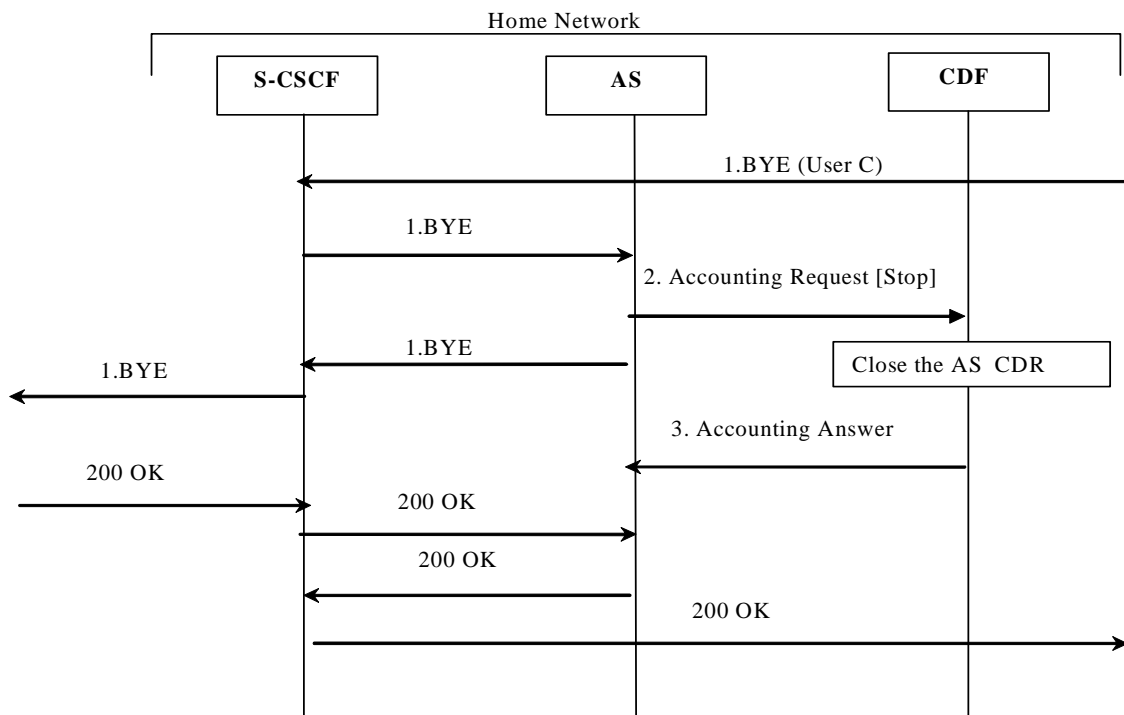 Home Network
S-CSCF
AS
CDF
1.BYE (User C)
1.BYE
2. Accounting Request [Stop]
1.BYE
Close the AS CDR
1.BYE
3. Accounting Answer
200 OK
200 OK
200 OK
200 OK